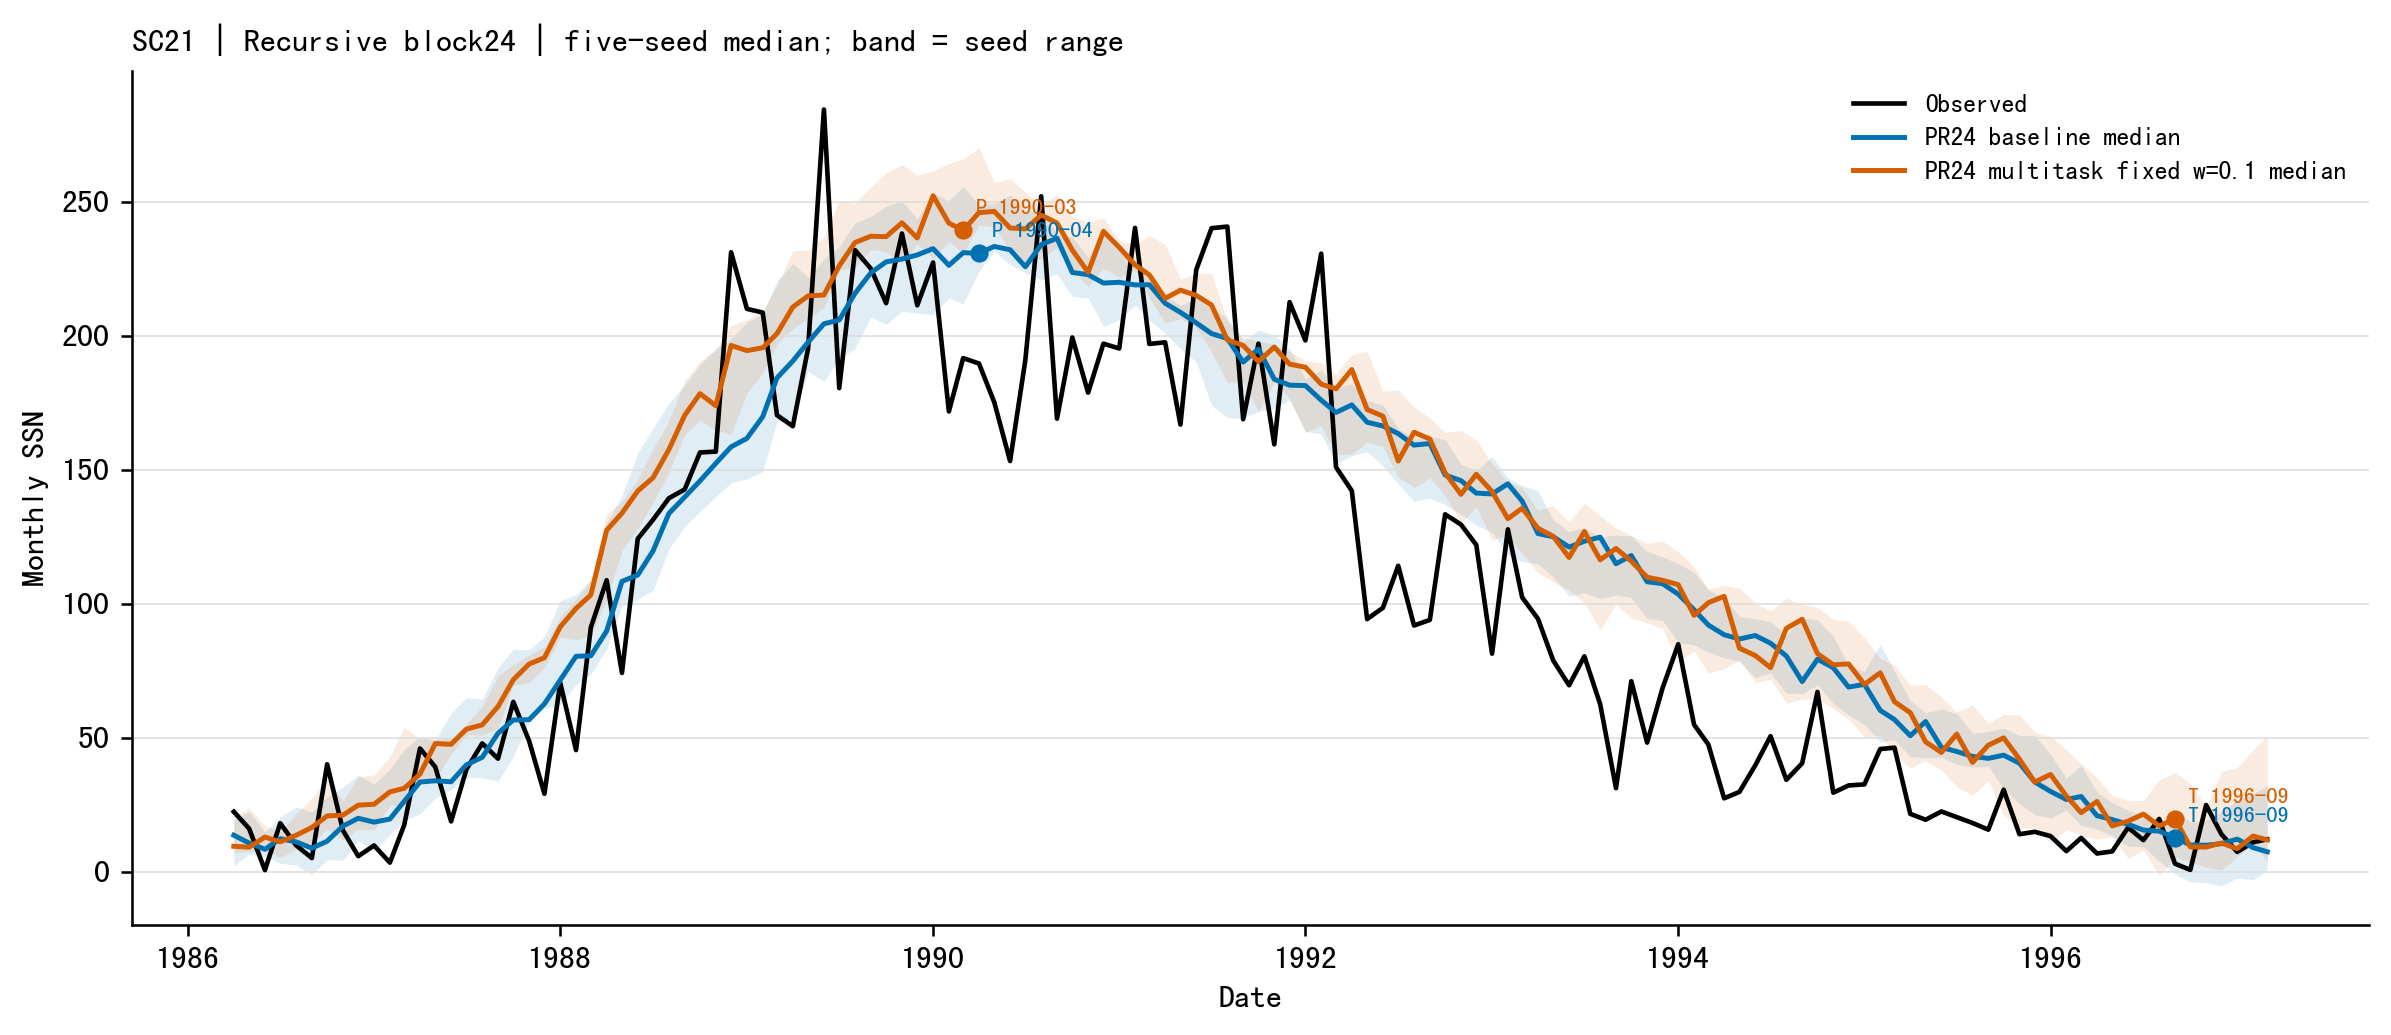 SC21 | Recursive block24 | five-seed median; band = seed range
Observed
PR24 baseline median
PR24 multitask fixed w=0.1 median
Monthly SSN
250
200
150
100
50
0
P 1990-03
P 1990-04
T 1996-09
T 1996-09
1986
1988
1990
1992
1994
1996
Date